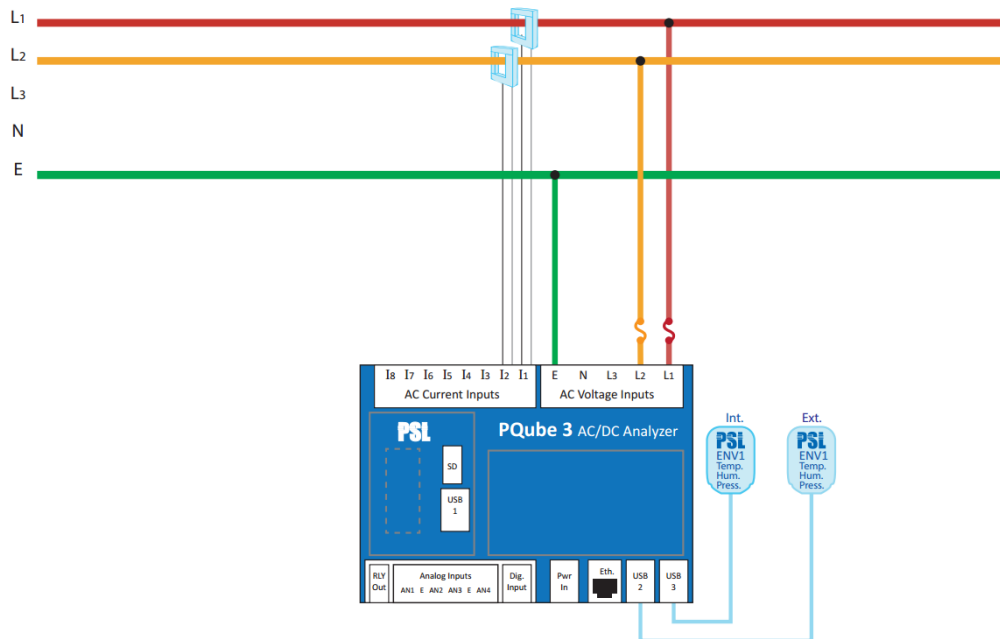 L1
L2
L3
N
E
I8 I7 I6 I5 I4 I3 I2 I1
AC Current Inputs
E N L3 L2 L1
AC Voltage Inputs
PSL
PQube 3 AC/DC Analyzer
SD
USB
1
Int.
PSL
ENV1
Temp.
Hum.
Press.
Ext.
PSL
ENV1
Temp.
Hum.
Press.
RLY
Out
Analog Inputs
AN1 E AN2 AN3 E AN4
Dig.
Input
Pwr
In
Eth.
USB
2
USB
3